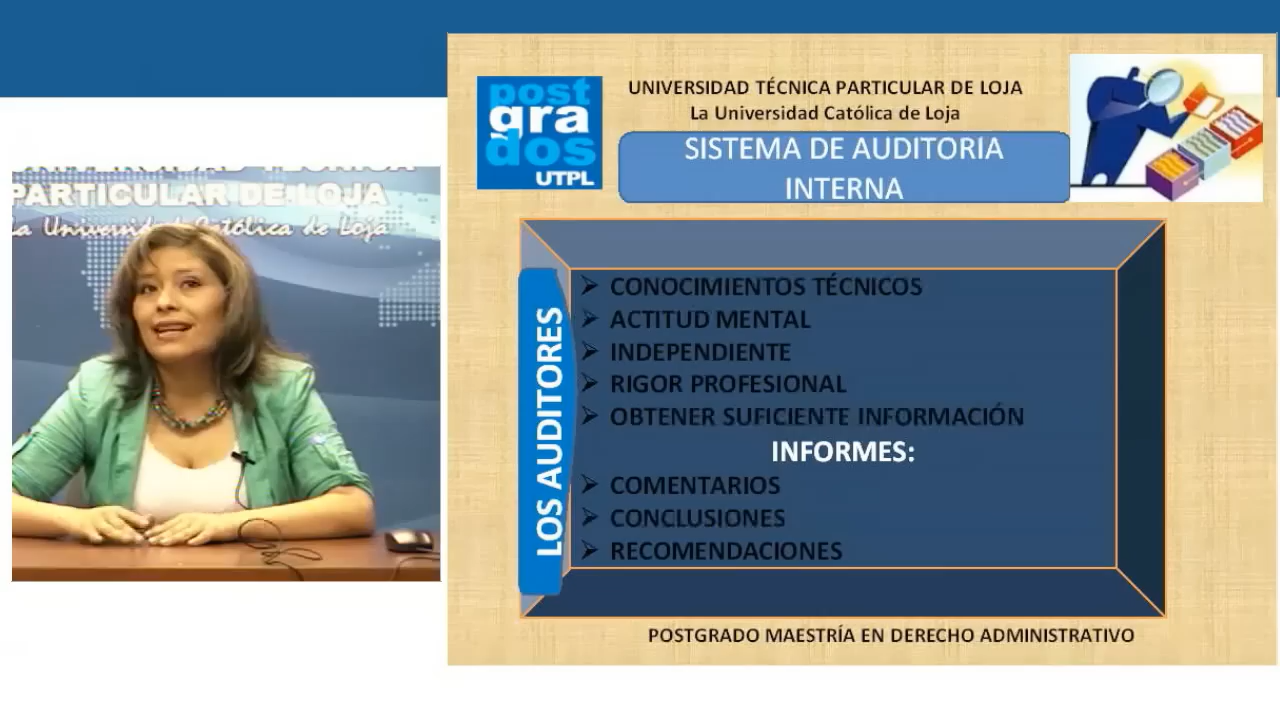 PARTICULAR DE LOJA
La Universidad Católica de Loja
post
gra
dos
UTPL
UNIVERSIDAD TÉCNICA PARTICULAR DE LOJA
La Universidad Católica de Loja
SISTEMA DE AUDITORÍA
INTERNA
LOS AUDITORES
CONOCIMIENTOS TÉCNICOS
ACTITUD MENTAL
INDEPENDIENTE
RIGOR PROFESIONAL
OBTENER SUFICIENTE INFORMACIÓN
INFORMES:
COMENTARIOS
CONCLUSIONES
RECOMENDACIONES
POSTGRADO MAESTRÍA EN DERECHO ADMINISTRATIVO